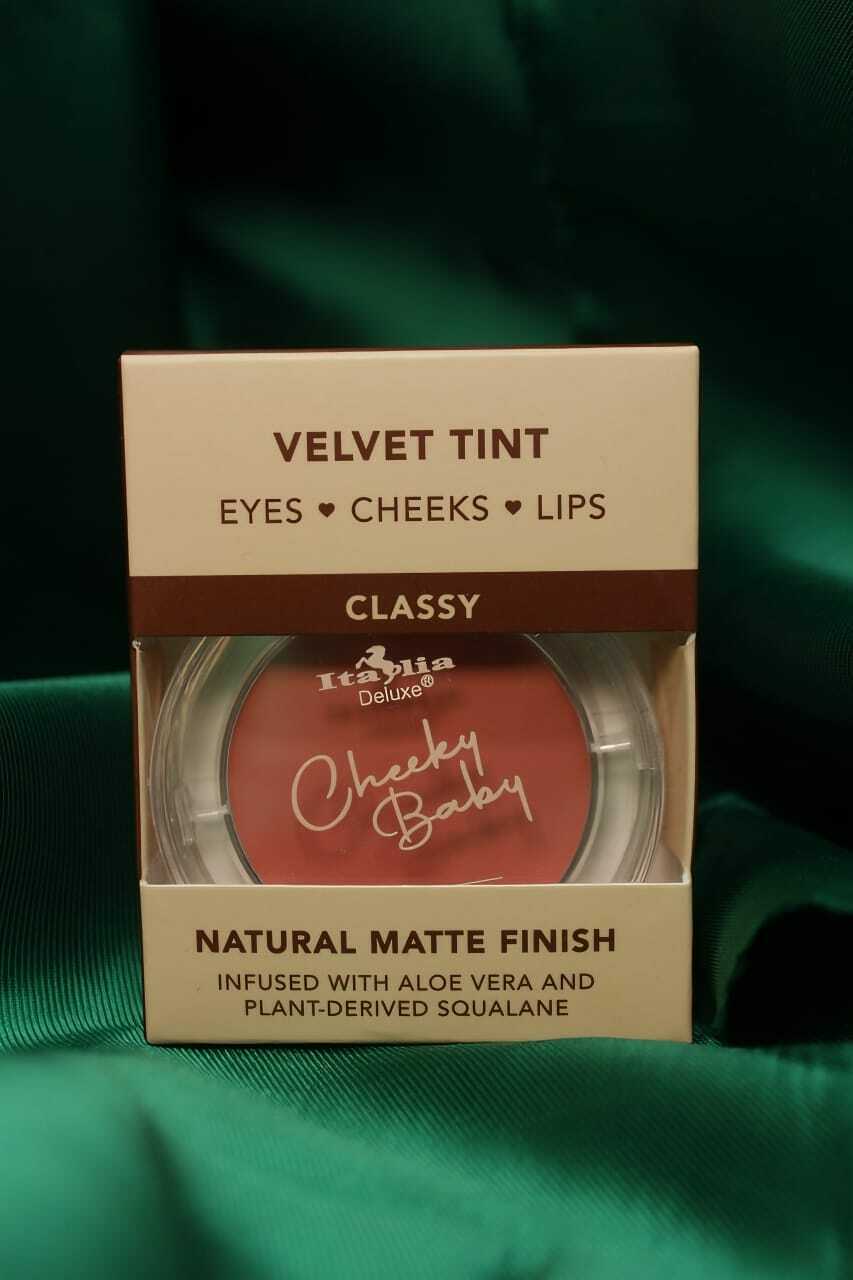 VELVET TINT
EYES ♥ CHEEKS ♥ LIPS
CLASSY
Italia
Deluxe®
Cheeky
Baby
NATURAL MATTE FINISH
INFUSED WITH ALOE VERA AND
PLANT-DERIVED SQUALANE